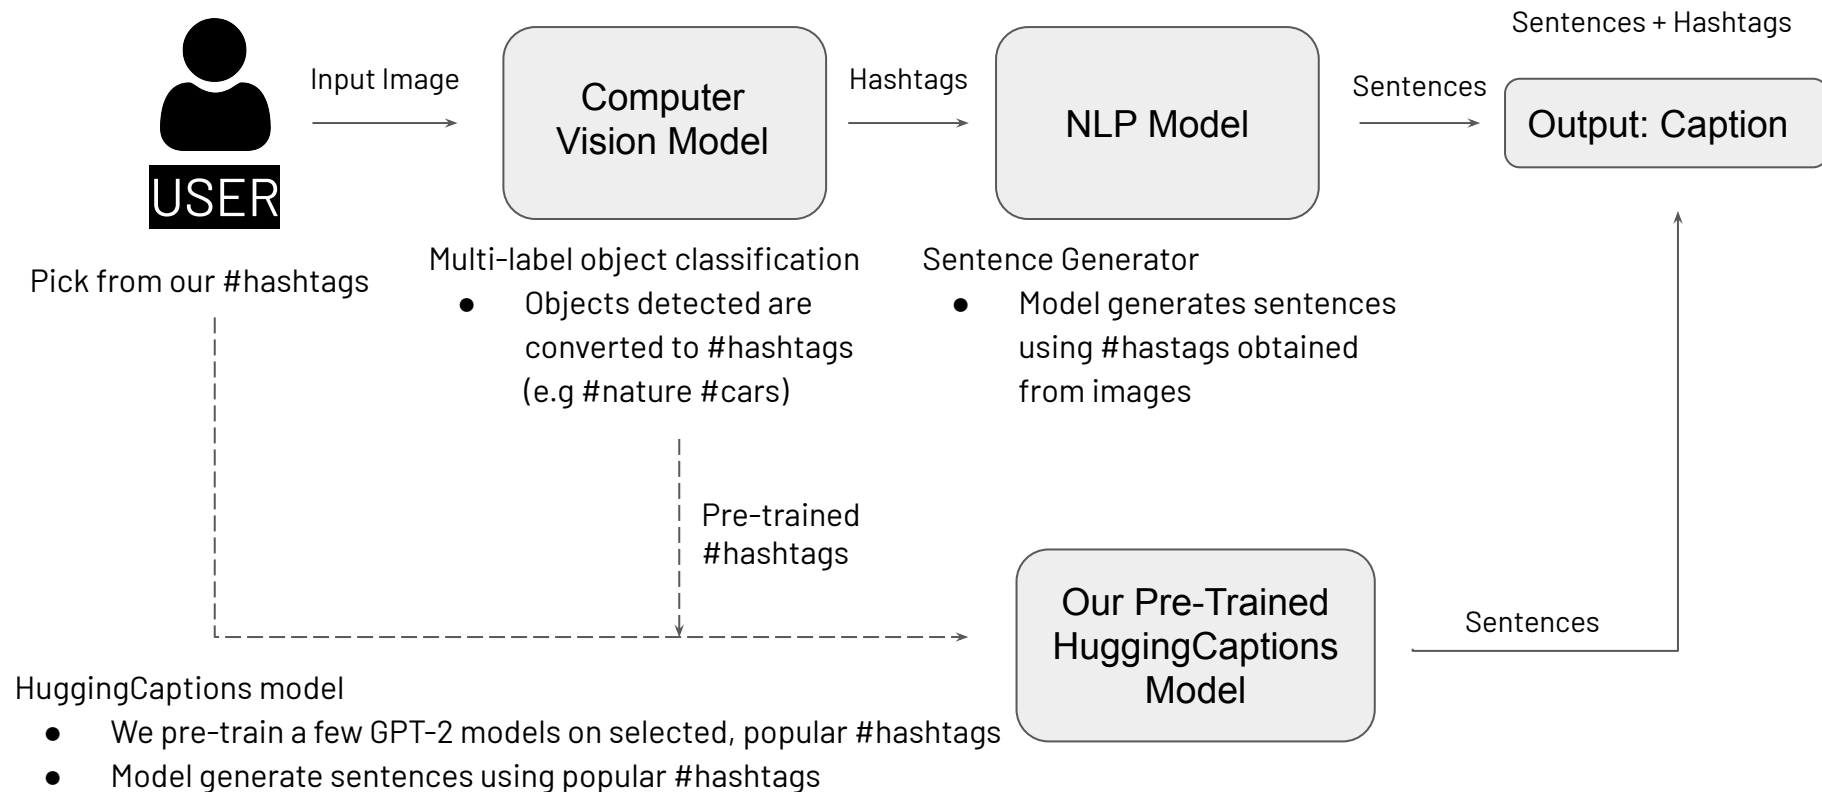 Sentences + Hashtags
Input Image
Hashtags
Sentences
Computer
Vision Model
NLP Model
Output: Caption
USER
Pick from our #hashtags
Multi-label object classification
● Objects detected are
converted to #hashtags
(e.g #nature #cars)
Sentence Generator
● Model generates sentences
using #hastags obtained
from images
Pre-trained
#hashtags
Our Pre-Trained
HuggingCaptions
Model
Sentences
HuggingCaptions model
● We pre-train a few GPT-2 models on selected, popular #hashtags
● Model generate sentences using popular #hashtags